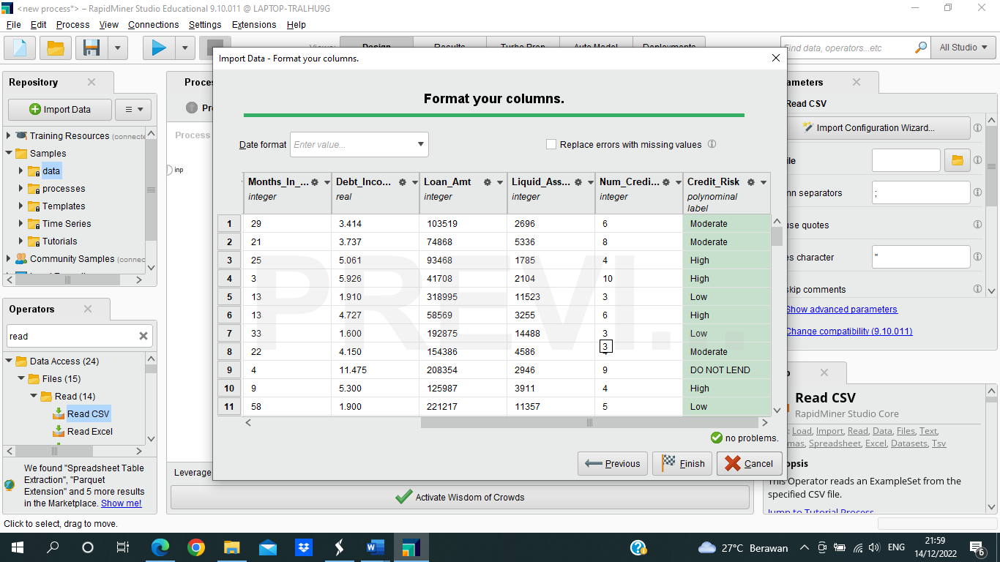 <new process*> – RapidMiner Studio Educational 9.10.011 @ LAPTOP-TRALHU9G
File Edit Process View Connections Settings Extensions Help
Views: Design Results Turbo Prep Auto Model Deployments
Find data, operators...etc All Studio
Repository
Import Data
Training Resources (connecte
Samples
data
processes
Templates
Time Series
Tutorials
Community Samples (connec
Operators
read
Data Access (24)
Files (15)
Read (14)
Read CSV
Read Excel
We found "Spreadsheet Table
Extraction", "Parquet
Extension" and 5 more results
in the Marketplace. Show me!
Proces
Pr
Process
inp
Leverage
Activate Wisdom of Crowds
Import Data - Format your columns.
Format your columns.
Date format Enter value... Replace errors with missing values
Months_In_... Debt_Inco... Loan_Amt Liquid_Ass... Num_Credi... Credit_Risk
integer real integer integer integer polynominal
label
1 29 3.414 103519 2696 6 Moderate
2 21 3.737 74868 5336 8 Moderate
3 25 5.061 93468 1785 4 High
4 3 5.926 41708 2104 10 High
5 13 1.910 318995 11523 3 Low
6 13 4.727 58569 3255 6 High
7 33 1.600 192875 14488 3 Low
3
8 22 4.150 154386 4586 Moderate
9 4 11.475 208354 2946 9 DO NOT LEND
10 9 5.300 125987 3911 4 High
11 58 1.900 221217 11357 5 Low
PREVI...
no problems.
Previous Finish Cancel
ameters
Read CSV
Import Configuration Wizard...
ile
mn separators ;
use quotes
es character "
skip comments
Show advanced parameters
Change compatibility (9.10.011)
p
Read CSV
RapidMiner Studio Core
: Load, Import, Read, Data, Files, Text,
mas, Spreadsheet, Excel, Datasets, Tsv
opsis
This Operator reads an ExampleSet from the
specified CSV file.
Jump to Tutorial Process
Click to select, drag to move.
27°C Berawan ENG 21:59
14/12/2022
6